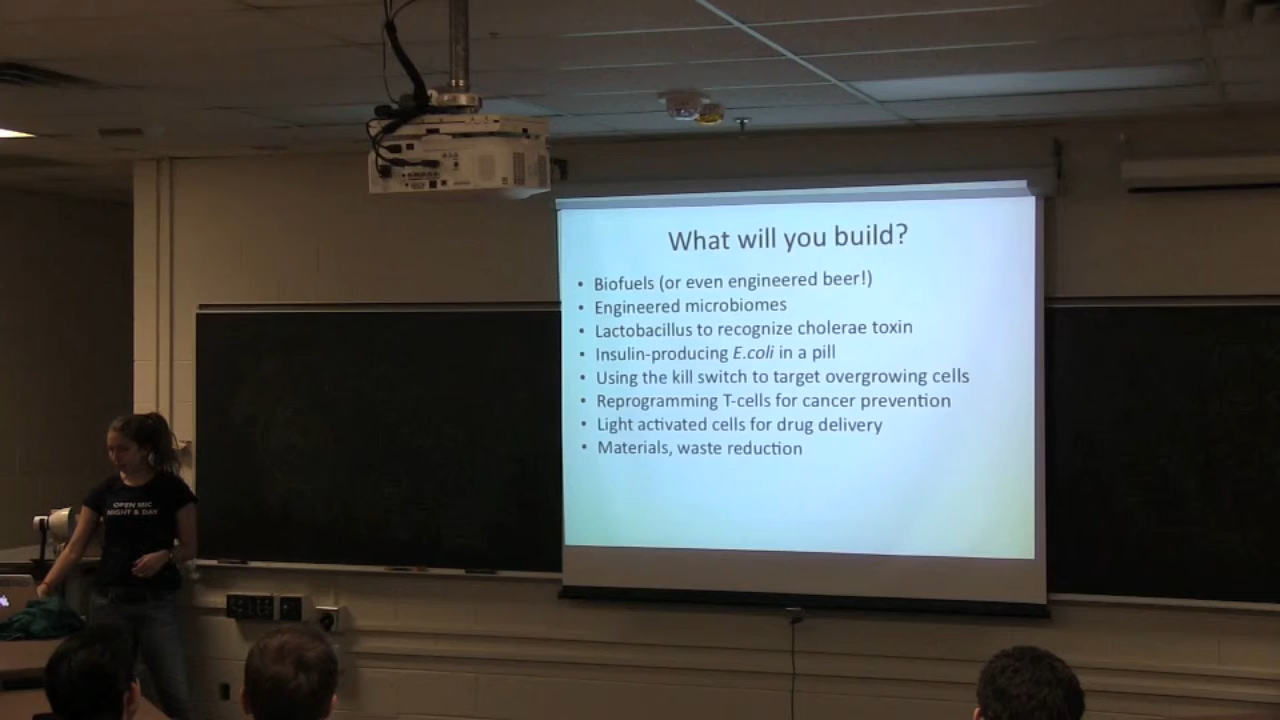 What will you build?
• Biofuels (or even engineered beer!)
• Engineered microbiomes
• Lactobacillus to recognize cholerae toxin
• Insulin-producing E.coli in a pill
• Using the kill switch to target overgrowing cells
• Reprogramming T-cells for cancer prevention
• Light activated cells for drug delivery
• Materials, waste reduction
OPEN MIC
NIGHT & DAY